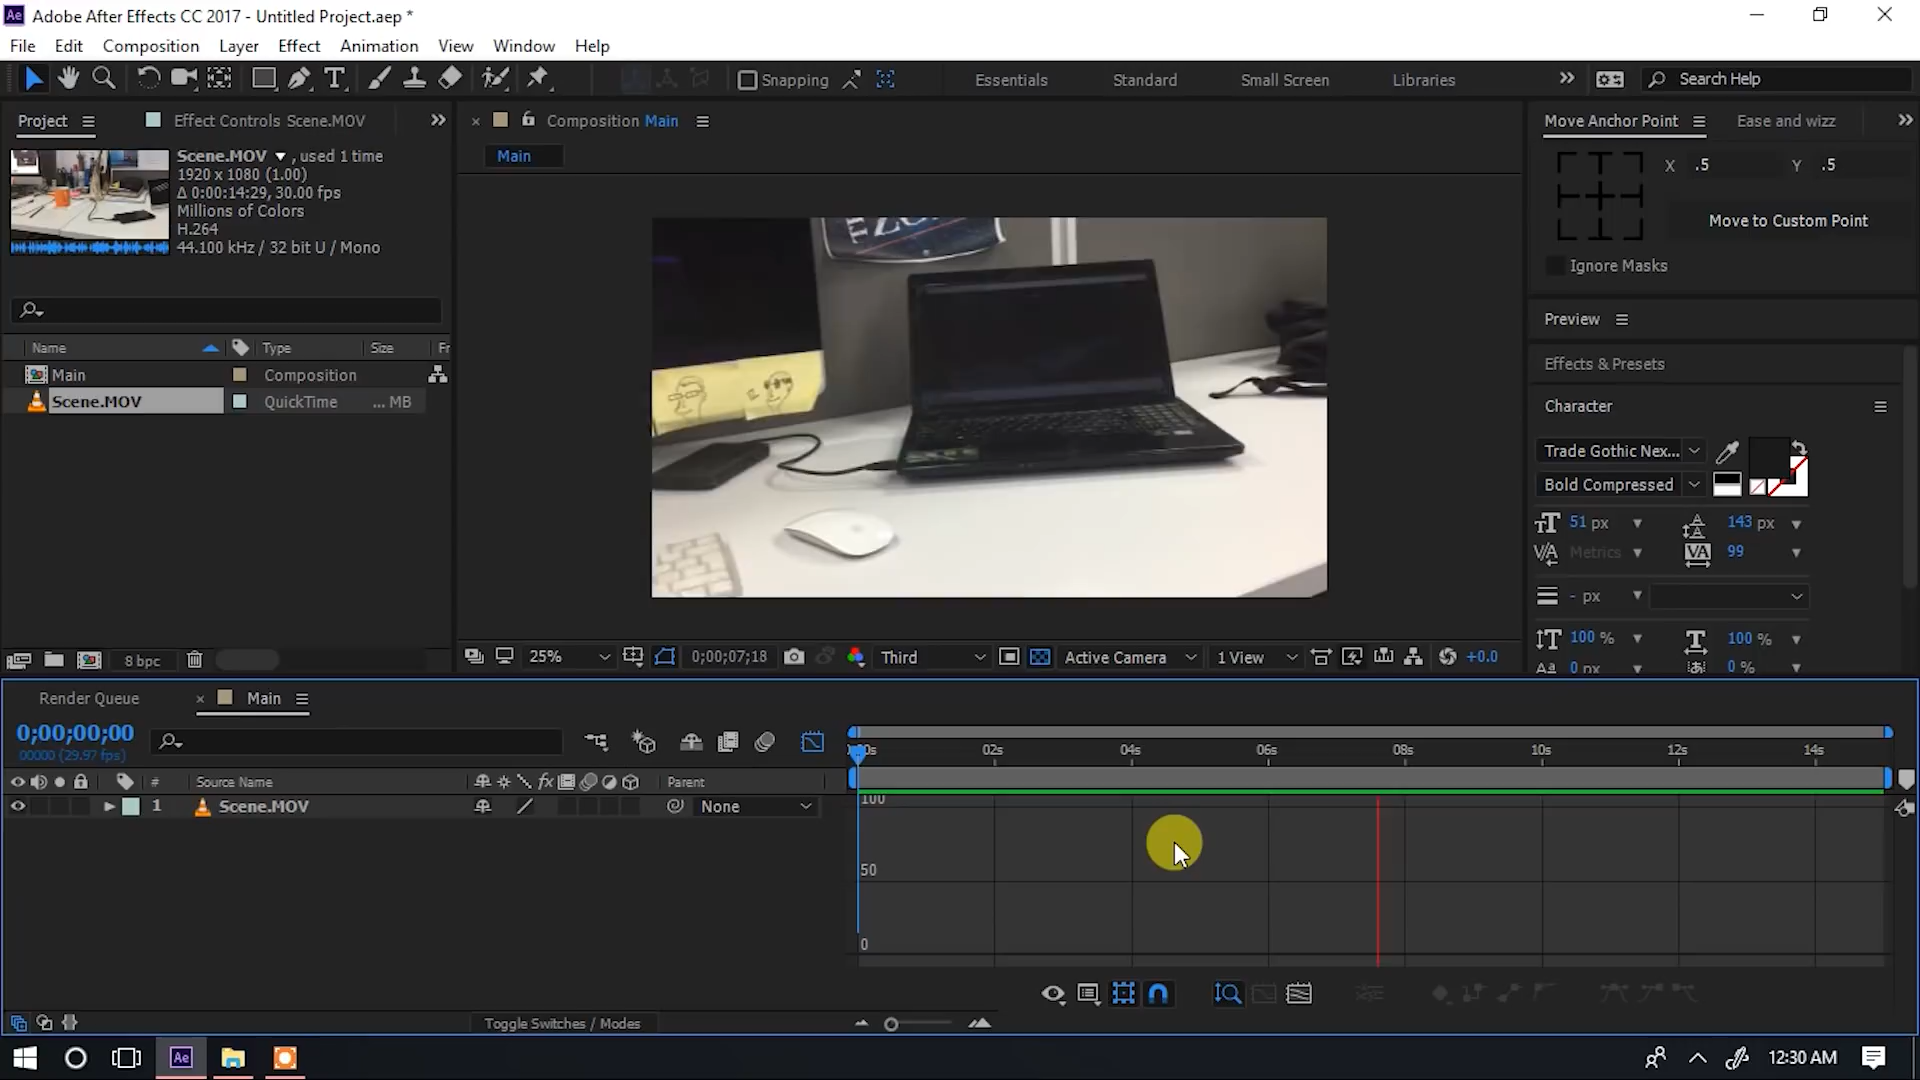 Ae Adobe After Effects CC 2017 - Untitled Project.aep *
File Edit Composition Layer Effect Animation View Window Help
Snapping Essentials Standard Small Screen Libraries Search Help
Project Effect Controls Scene.MOV
Composition Main
Move Anchor Point Ease and wizz
Scene.MOV , used 1 time
1920 x 1080 (1.00)
Δ 0:00:14:29, 30.00 fps
Millions of Colors
H.264
44.100 kHz / 32 bit U / Mono
Main
X .5 Y .5
Move to Custom Point
Ignore Masks
Preview
Effects & Presets
Character
Name Type Size Fr
Main Composition
Scene.MOV QuickTime ... MB
Trade Gothic Nex...
Bold Compressed
51 px 143 px
Metrics 99
- px
100 % 100 %
0 px 0 %
8 bpc
25% 0;00;07;18 Third Active Camera 1 View +0.0
Render Queue Main
0;00;00;00
00000 (29.97 fps)
02s 04s 06s 08s 10s 12s 14s
# Source Name fx Parent
1 Scene.MOV None
100
50
0
Toggle Switches / Modes
Ae 12:30 AM